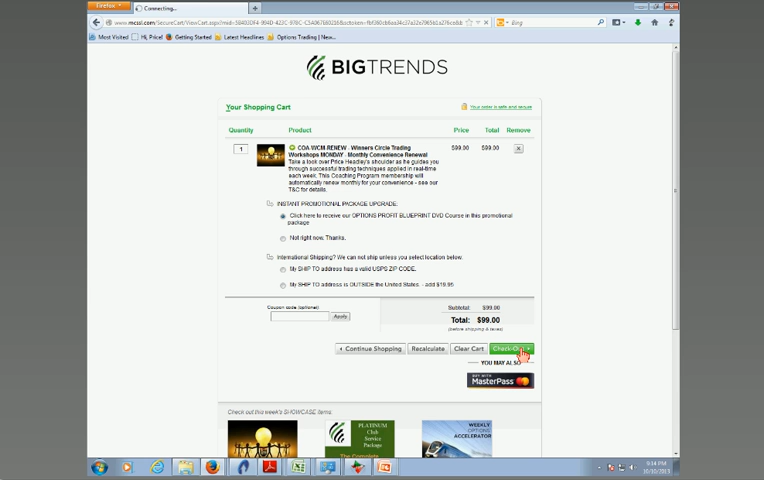 Firefox
Connecting...
Bing
Most Visited
Hi, Price!
Getting Started
Latest Headlines
Options Trading | New...
BIGTRENDS
Your Shopping Cart
Your order is safe and secure
Quantity Product Price Total Remove
1
COA-WCM-RENEW - Winners Circle Trading
Workshops MONDAY - Monthly Convenience Renewal
$99.00 $99.00 x
Take a look over Price Headley's shoulder as he guides you
through successful trading techniques applied in real-time
each week. This Coaching Program membership will
automatically renew monthly for your convenience - see our
T&C for details.
INSTANT PROMOTIONAL PACKAGE UPGRADE.
Click here to receive our OPTIONS PROFIT BLUEPRINT DVD Course in this promotional
package
Not right now, Thanks.
International Shipping? We can not ship unless you select location below.
My SHIP TO address has a valid USPS ZIP CODE.
My SHIP TO address is OUTSIDE the United States. - add $19.95
Coupon code (optional)
Apply
Subtotal: $99.00
Total: $99.00
(before shipping & taxes)
Continue Shopping
Recalculate
Clear Cart
Check-Out
YOU MAY ALSO
BUY WITH
MasterPass
Check out this week's SHOWCASE items:
PLATINUM
Club
Service
Package
The Complete
WEEKLY
OPTIONS
ACCELERATOR
9:14 PM